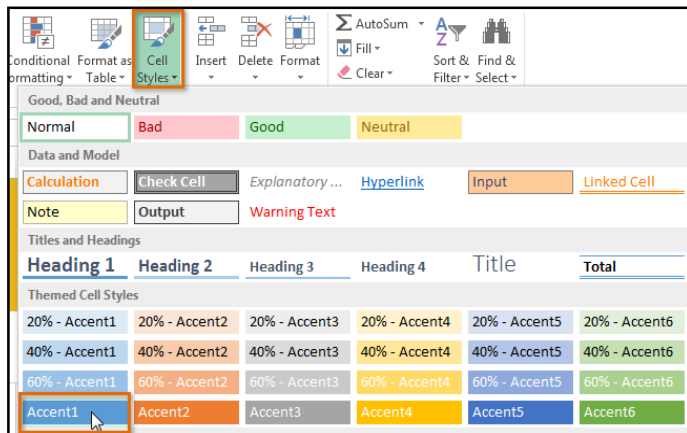 AutoSum
Fill
Clear
onditional Format as Cell Insert Delete Format Sort & Find &
ormatting Table Styles Filter Select
Good, Bad and Neutral
Normal Bad Good Neutral
Data and Model
Calculation Check Cell Explanatory ... Hyperlink Input Linked Cell
Note Output Warning Text
Titles and Headings
Heading 1 Heading 2 Heading 3 Heading 4 Title Total
Themed Cell Styles
20% - Accent1 20% - Accent2 20% - Accent3 20% - Accent4 20% - Accent5 20% - Accent6
40% - Accent1 40% - Accent2 40% - Accent3 40% - Accent4 40% - Accent5 40% - Accent6
60% - Accent1 60% - Accent2 60% - Accent3 60% - Accent4 60% - Accent5 60% - Accent6
Accent1 Accent2 Accent3 Accent4 Accent5 Accent6